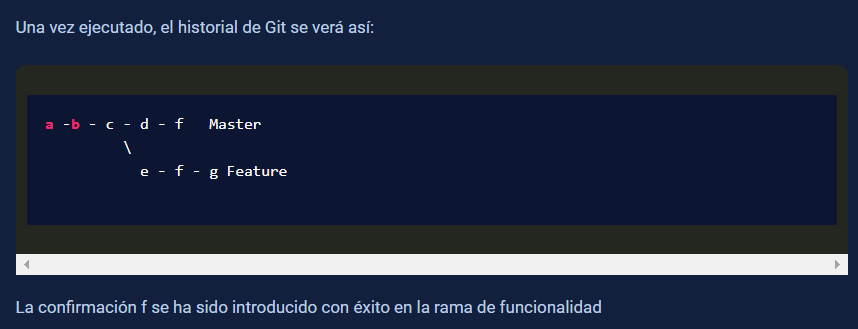 Una vez ejecutado, el historial de Git se verá así:
a -b - c - d - f   Master
         \
           e - f - g Feature
La confirmación f se ha sido introducido con éxito en la rama de funcionalidad